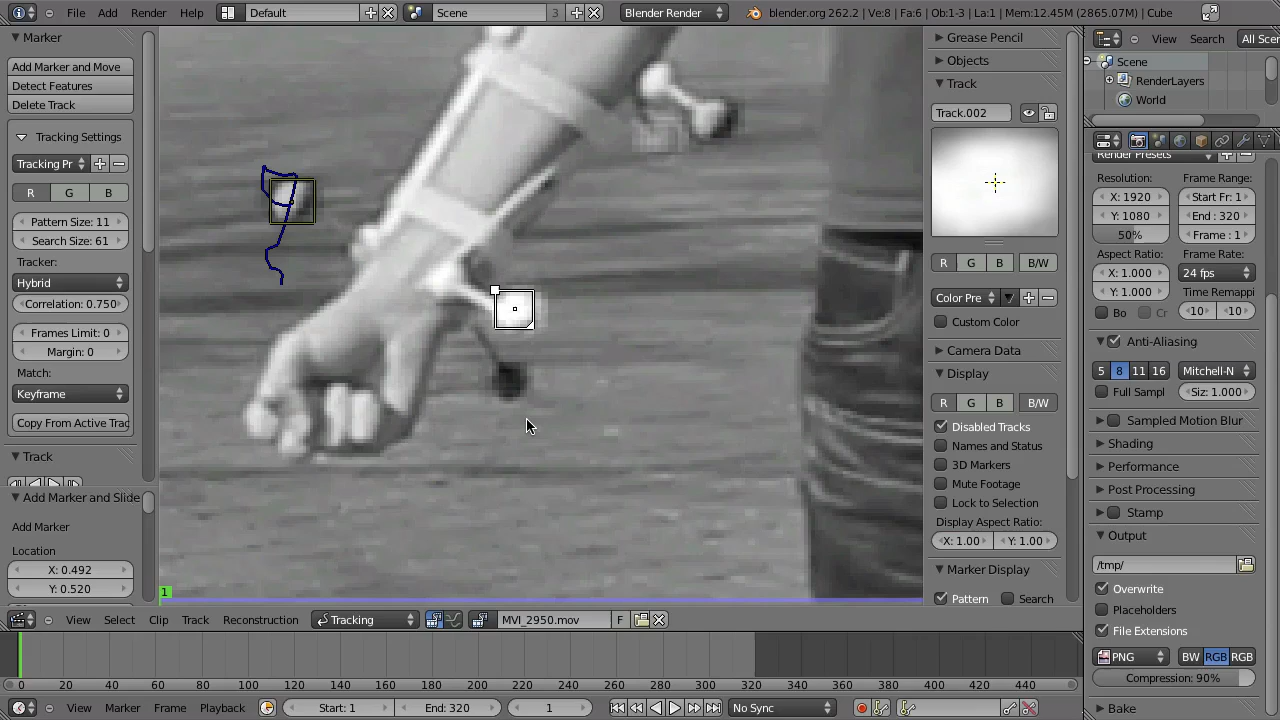 File Add Render Help Default Scene 3 Blender Render blender.org 262.2 | Ve:8 | Fa:6 | Ob:1-3 | La:1 | Mem:12.45M (2865.07M) | Cube
Marker
Add Marker and Move
Detect Features
Delete Track
Tracking Settings
Tracking Pr
R G B
Pattern Size: 11
Search Size: 61
Tracker:
Hybrid
Correlation: 0.750
Frames Limit: 0
Margin: 0
Match:
Keyframe
Copy From Active Trac
Track
Add Marker and Slide
Add Marker
Location
X: 0.492
Y: 0.520
1
Grease Pencil
Objects
Track
Track.002
R G B B/W
Color Pre
Custom Color
Camera Data
Display
R G B B/W
Disabled Tracks
Names and Status
3D Markers
Mute Footage
Lock to Selection
Display Aspect Ratio:
X: 1.00 Y: 1.00
Marker Display
Pattern Search
View Search All Scer
Scene
RenderLayers
World
Render Presets
Resolution: Frame Range:
X: 1920 Start Fr: 1
Y: 1080 End : 320
50% Frame : 1
Aspect Ratio: Frame Rate:
X: 1.000 24 fps
Y: 1.000 Time Remappi
Bo Cr 10 10
Anti-Aliasing
5 8 11 16 Mitchell-N
Full Sampl Size: 1.000
Sampled Motion Blur
Shading
Performance
Post Processing
Stamp
Output
/tmp/
Overwrite
Placeholders
File Extensions
PNG BW RGB RGB
Compression: 90%
Bake
View Select Clip Track Reconstruction Tracking MVI_2950.mov F
0 20 40 60 80 100 120 140 160 180 200 220 240 260 280 300 320 340 360 380 400 420 440
View Marker Frame Playback Start: 1 End: 320 1 No Sync